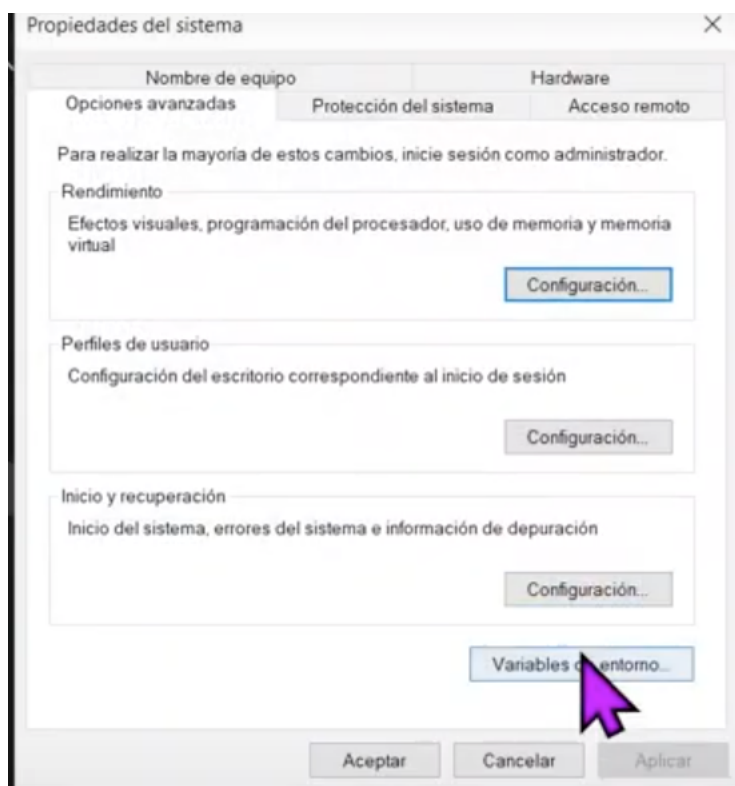 Propiedades del sistema
Nombre de equipo
Hardware
Opciones avanzadas
Protección del sistema
Acceso remoto
Para realizar la mayoría de estos cambios, inicie sesión como administrador.
Rendimiento
Efectos visuales, programación del procesador, uso de memoria y memoria
virtual
Configuración...
Perfiles de usuario
Configuración del escritorio correspondiente al inicio de sesión
Configuración...
Inicio y recuperación
Inicio del sistema, errores del sistema e información de depuración
Configuración...
Variables de entorno...
Aceptar
Cancelar
Aplicar